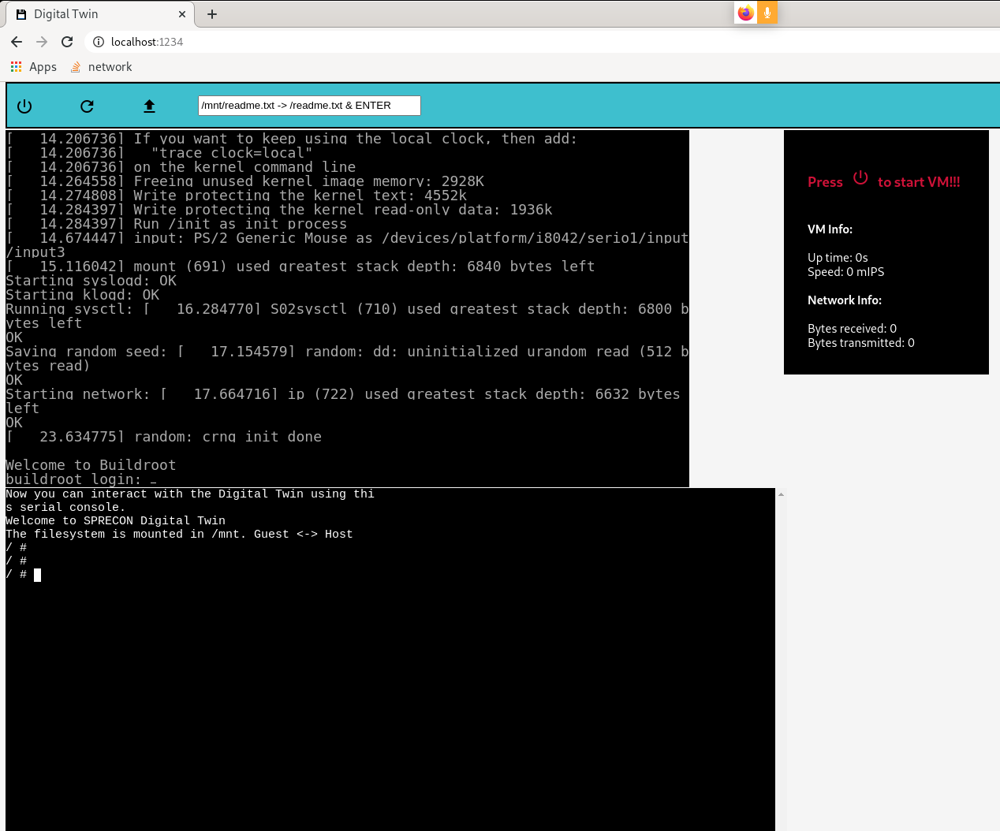 Digital Twin
localhost:1234
Apps network
/mnt/readme.txt -> /readme.txt & ENTER
[   14.206736] If you want to keep using the local clock, then add:
[   14.206736]   "trace_clock=local"
[   14.206736] on the kernel command line
[   14.264558] Freeing unused kernel image memory: 2928K
[   14.274808] Write protecting the kernel text: 4552k
[   14.284397] Write protecting the kernel read-only data: 1936k
[   14.284397] Run /init as init process
[   14.674447] input: PS/2 Generic Mouse as /devices/platform/i8042/serio1/input
/input3
[   15.116042] mount (691) used greatest stack depth: 6840 bytes left
Starting syslogd: OK
Starting klogd: OK
Running sysctl: [   16.284770] S02sysctl (710) used greatest stack depth: 6800 b
ytes left
OK
Saving random seed: [   17.154579] random: dd: uninitialized urandom read (512 b
ytes read)
OK
Starting network: [   17.664716] ip (722) used greatest stack depth: 6632 bytes
left
OK
[   23.634775] random: crng init done
Welcome to Buildroot
buildroot login: _
Press to start VM!!!
VM Info:
Up time: 0s
Speed: 0 mIPS
Network Info:
Bytes received: 0
Bytes transmitted: 0
Now you can interact with the Digital Twin using thi
s serial console.
Welcome to SPRECON Digital Twin
The filesystem is mounted in /mnt. Guest <-> Host
/ #
/ #
/ #